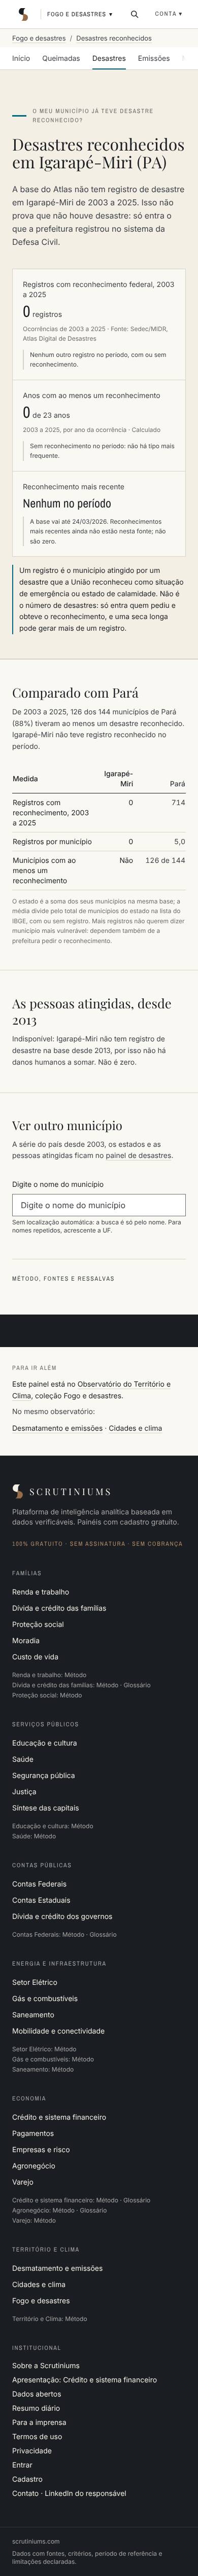 FOGO E DESASTRES ▾
CONTA ▾
Fogo e desastres / Desastres reconhecidos
Início Queimadas Desastres Emissões
O MEU MUNICÍPIO JÁ TEVE DESASTRE
RECONHECIDO?
Desastres reconhecidos
em Igarapé-Miri (PA)
A base do Atlas não tem registro de desastre
em Igarapé-Miri de 2003 a 2025. Isso não
prova que não houve desastre: só entra o
que a prefeitura registrou no sistema da
Defesa Civil.
Registros com reconhecimento federal, 2003
a 2025
0 registros
Ocorrências de 2003 a 2025 · Fonte: Sedec/MIDR,
Atlas Digital de Desastres
Nenhum outro registro no período, com ou sem
reconhecimento.
Anos com ao menos um reconhecimento
0 de 23 anos
2003 a 2025, por ano da ocorrência · Calculado
Sem reconhecimento no período: não há tipo mais
frequente.
Reconhecimento mais recente
Nenhum no período
A base vai até 24/03/2026. Reconhecimentos
mais recentes ainda não estão nesta fonte; não
são zero.
Um registro é o município atingido por um
desastre que a União reconheceu como situação
de emergência ou estado de calamidade. Não é
o número de desastres: só entra quem pediu e
obteve o reconhecimento, e uma seca longa
pode gerar mais de um registro.
Comparado com Pará
De 2003 a 2025, 126 dos 144 municípios de Pará
(88%) tiveram ao menos um desastre reconhecido.
Igarapé-Miri não teve registro reconhecido no
período.
Medida Igarapé-Miri Pará
Registros com reconhecimento, 2003 a 2025 0 714
Registros por município 0 5,0
Municípios com ao menos um reconhecimento Não 126 de 144
O estado é a soma dos seus municípios na mesma base; a
média divide pelo total de municípios do estado na lista do
IBGE, com ou sem registro. Mais registros não querem dizer
município mais vulnerável: dependem também de a
prefeitura pedir o reconhecimento.
As pessoas atingidas, desde
2013
Indisponível: Igarapé-Miri não tem registro de
desastre na base desde 2013, por isso não há
danos humanos a somar. Não é zero.
Ver outro município
A série do país desde 2003, os estados e as
pessoas atingidas ficam no painel de desastres.
Digite o nome do município
Digite o nome do município
Sem localização automática: a busca é só pelo nome. Para
nomes repetidos, acrescente a UF.
MÉTODO, FONTES E RESSALVAS
PARA IR ALÉM
Este painel está no Observatório do Território e
Clima, coleção Fogo e desastres.
No mesmo observatório:
Desmatamento e emissões · Cidades e clima
SCRUTINIUMS
Plataforma de inteligência analítica baseada em
dados verificáveis. Painéis com cadastro gratuito.
100% GRATUITO · SEM ASSINATURA · SEM COBRANÇA
FAMÍLIAS
Renda e trabalho
Dívida e crédito das famílias
Proteção social
Moradia
Custo de vida
Renda e trabalho: Método
Dívida e crédito das famílias: Método · Glossário
Proteção social: Método
SERVIÇOS PÚBLICOS
Educação e cultura
Saúde
Segurança pública
Justiça
Síntese das capitais
Educação e cultura: Método
Saúde: Método
CONTAS PÚBLICAS
Contas Federais
Contas Estaduais
Dívida e crédito dos governos
Contas Federais: Método · Glossário
ENERGIA E INFRAESTRUTURA
Setor Elétrico
Gás e combustíveis
Saneamento
Mobilidade e conectividade
Setor Elétrico: Método
Gás e combustíveis: Método
Saneamento: Método
ECONOMIA
Crédito e sistema financeiro
Pagamentos
Empresas e risco
Agronegócio
Varejo
Crédito e sistema financeiro: Método · Glossário
Agronegócio: Método · Glossário
Varejo: Método
TERRITÓRIO E CLIMA
Desmatamento e emissões
Cidades e clima
Fogo e desastres
Território e Clima: Método
INSTITUCIONAL
Sobre a Scrutiniums
Apresentação: Crédito e sistema financeiro
Dados abertos
Resumo diário
Para a imprensa
Termos de uso
Privacidade
Entrar
Cadastro
Contato · LinkedIn do responsável
scrutiniums.com
Dados com fontes, critérios, período de referência e
limitações declaradas.